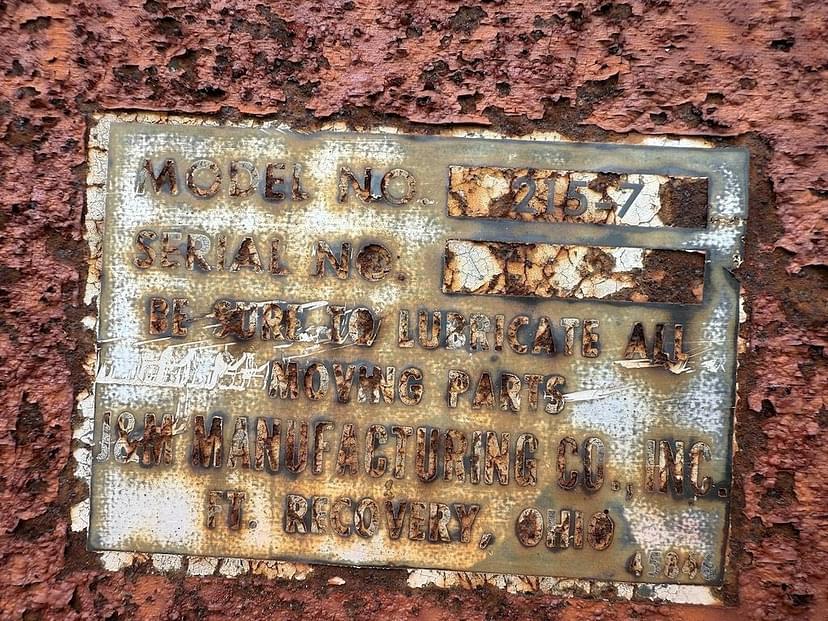 MODEL NO. 215-7
SERIAL NO.
BE SURE TO LUBRICATE ALL
MOVING PARTS
J&M MANUFACTURING CO., INC.
FT. RECOVERY, OHIO